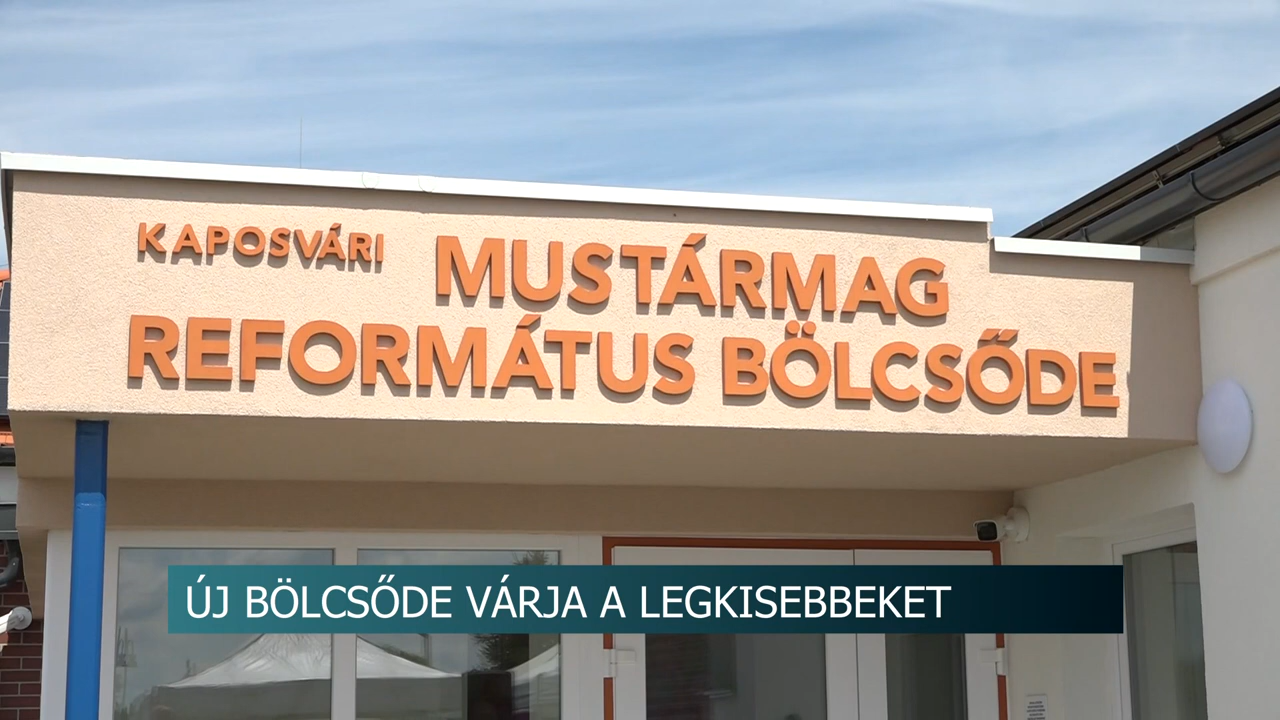 KAPOSVÁRI MUSTÁRMAG
REFORMÁTUS BÖLCSŐDE
ÚJ BÖLCSŐDE VÁRJA A LEGKISEBBEKET